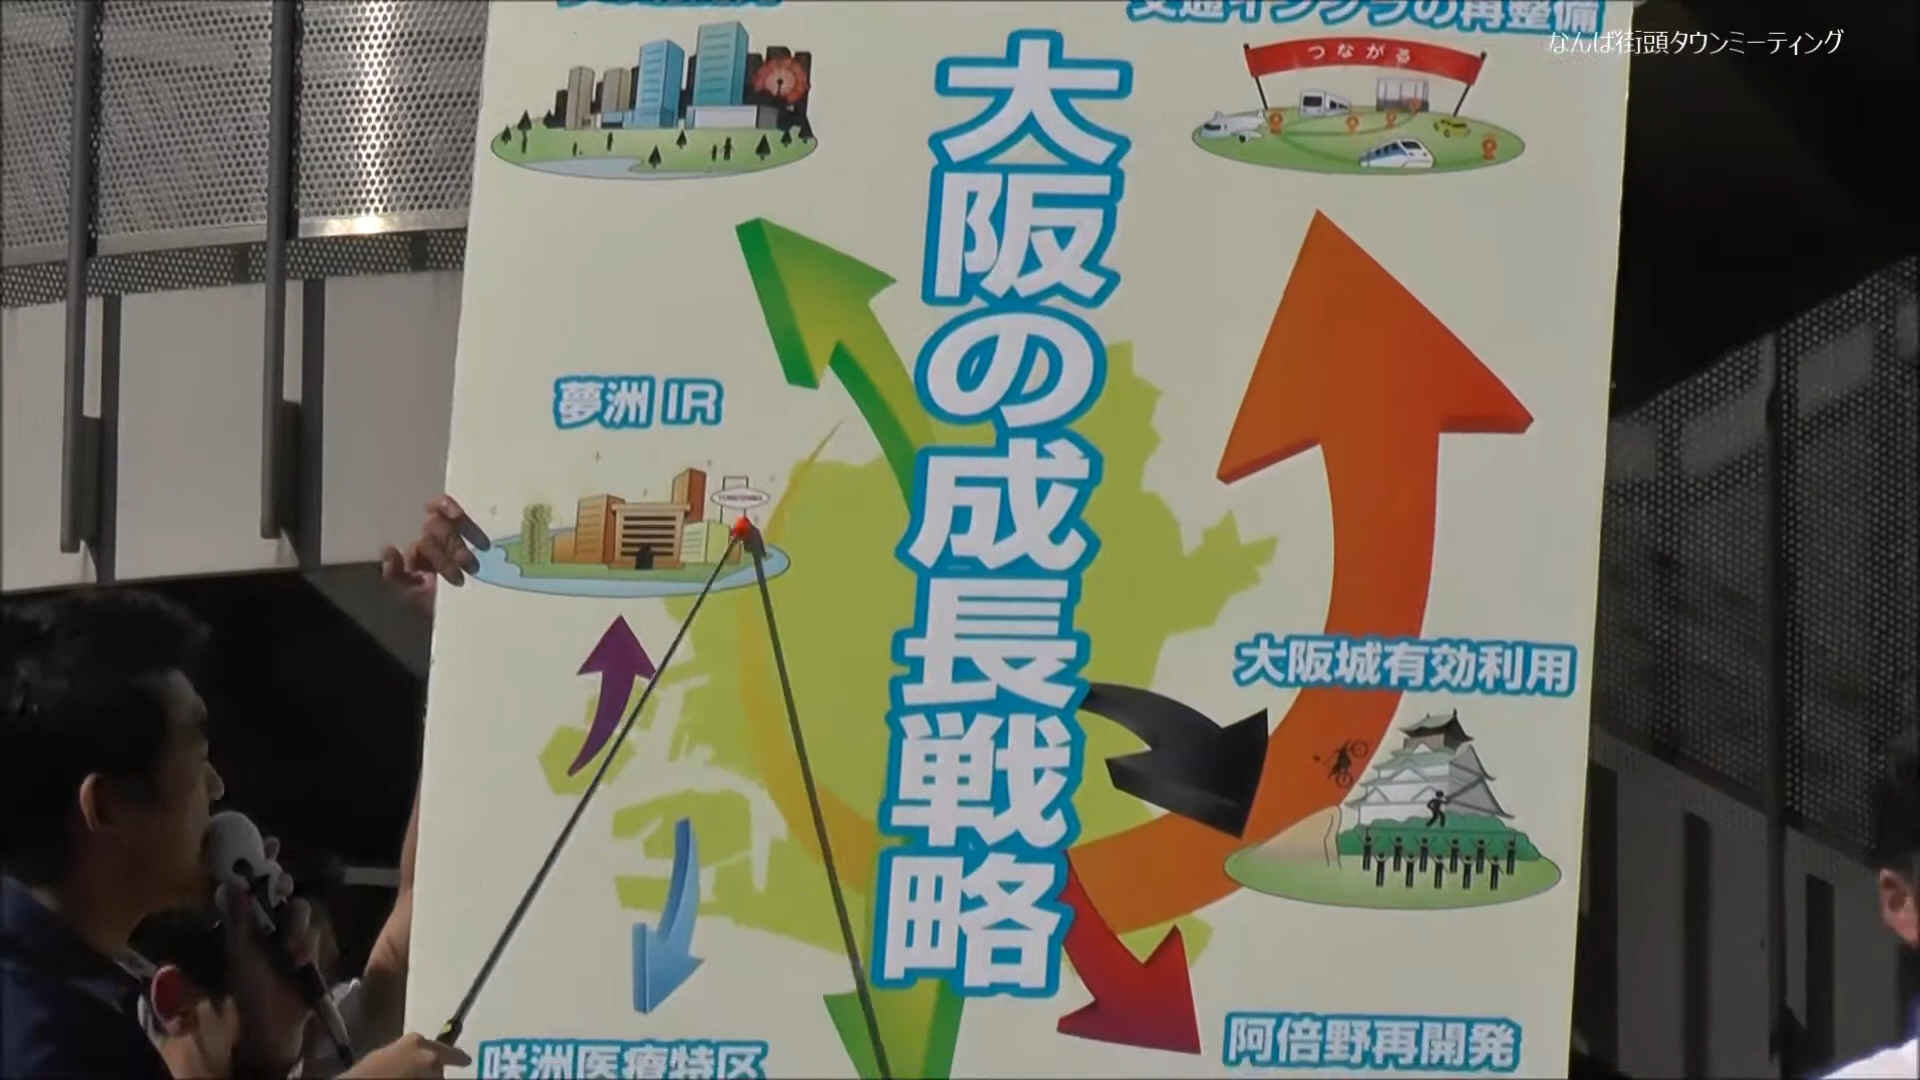 交通インフラの再整備
なんば街頭タウンミーティング
つながる
大阪の成長戦略
夢洲 IR
大阪城有効利用
咲洲医療特区
阿倍野再開発